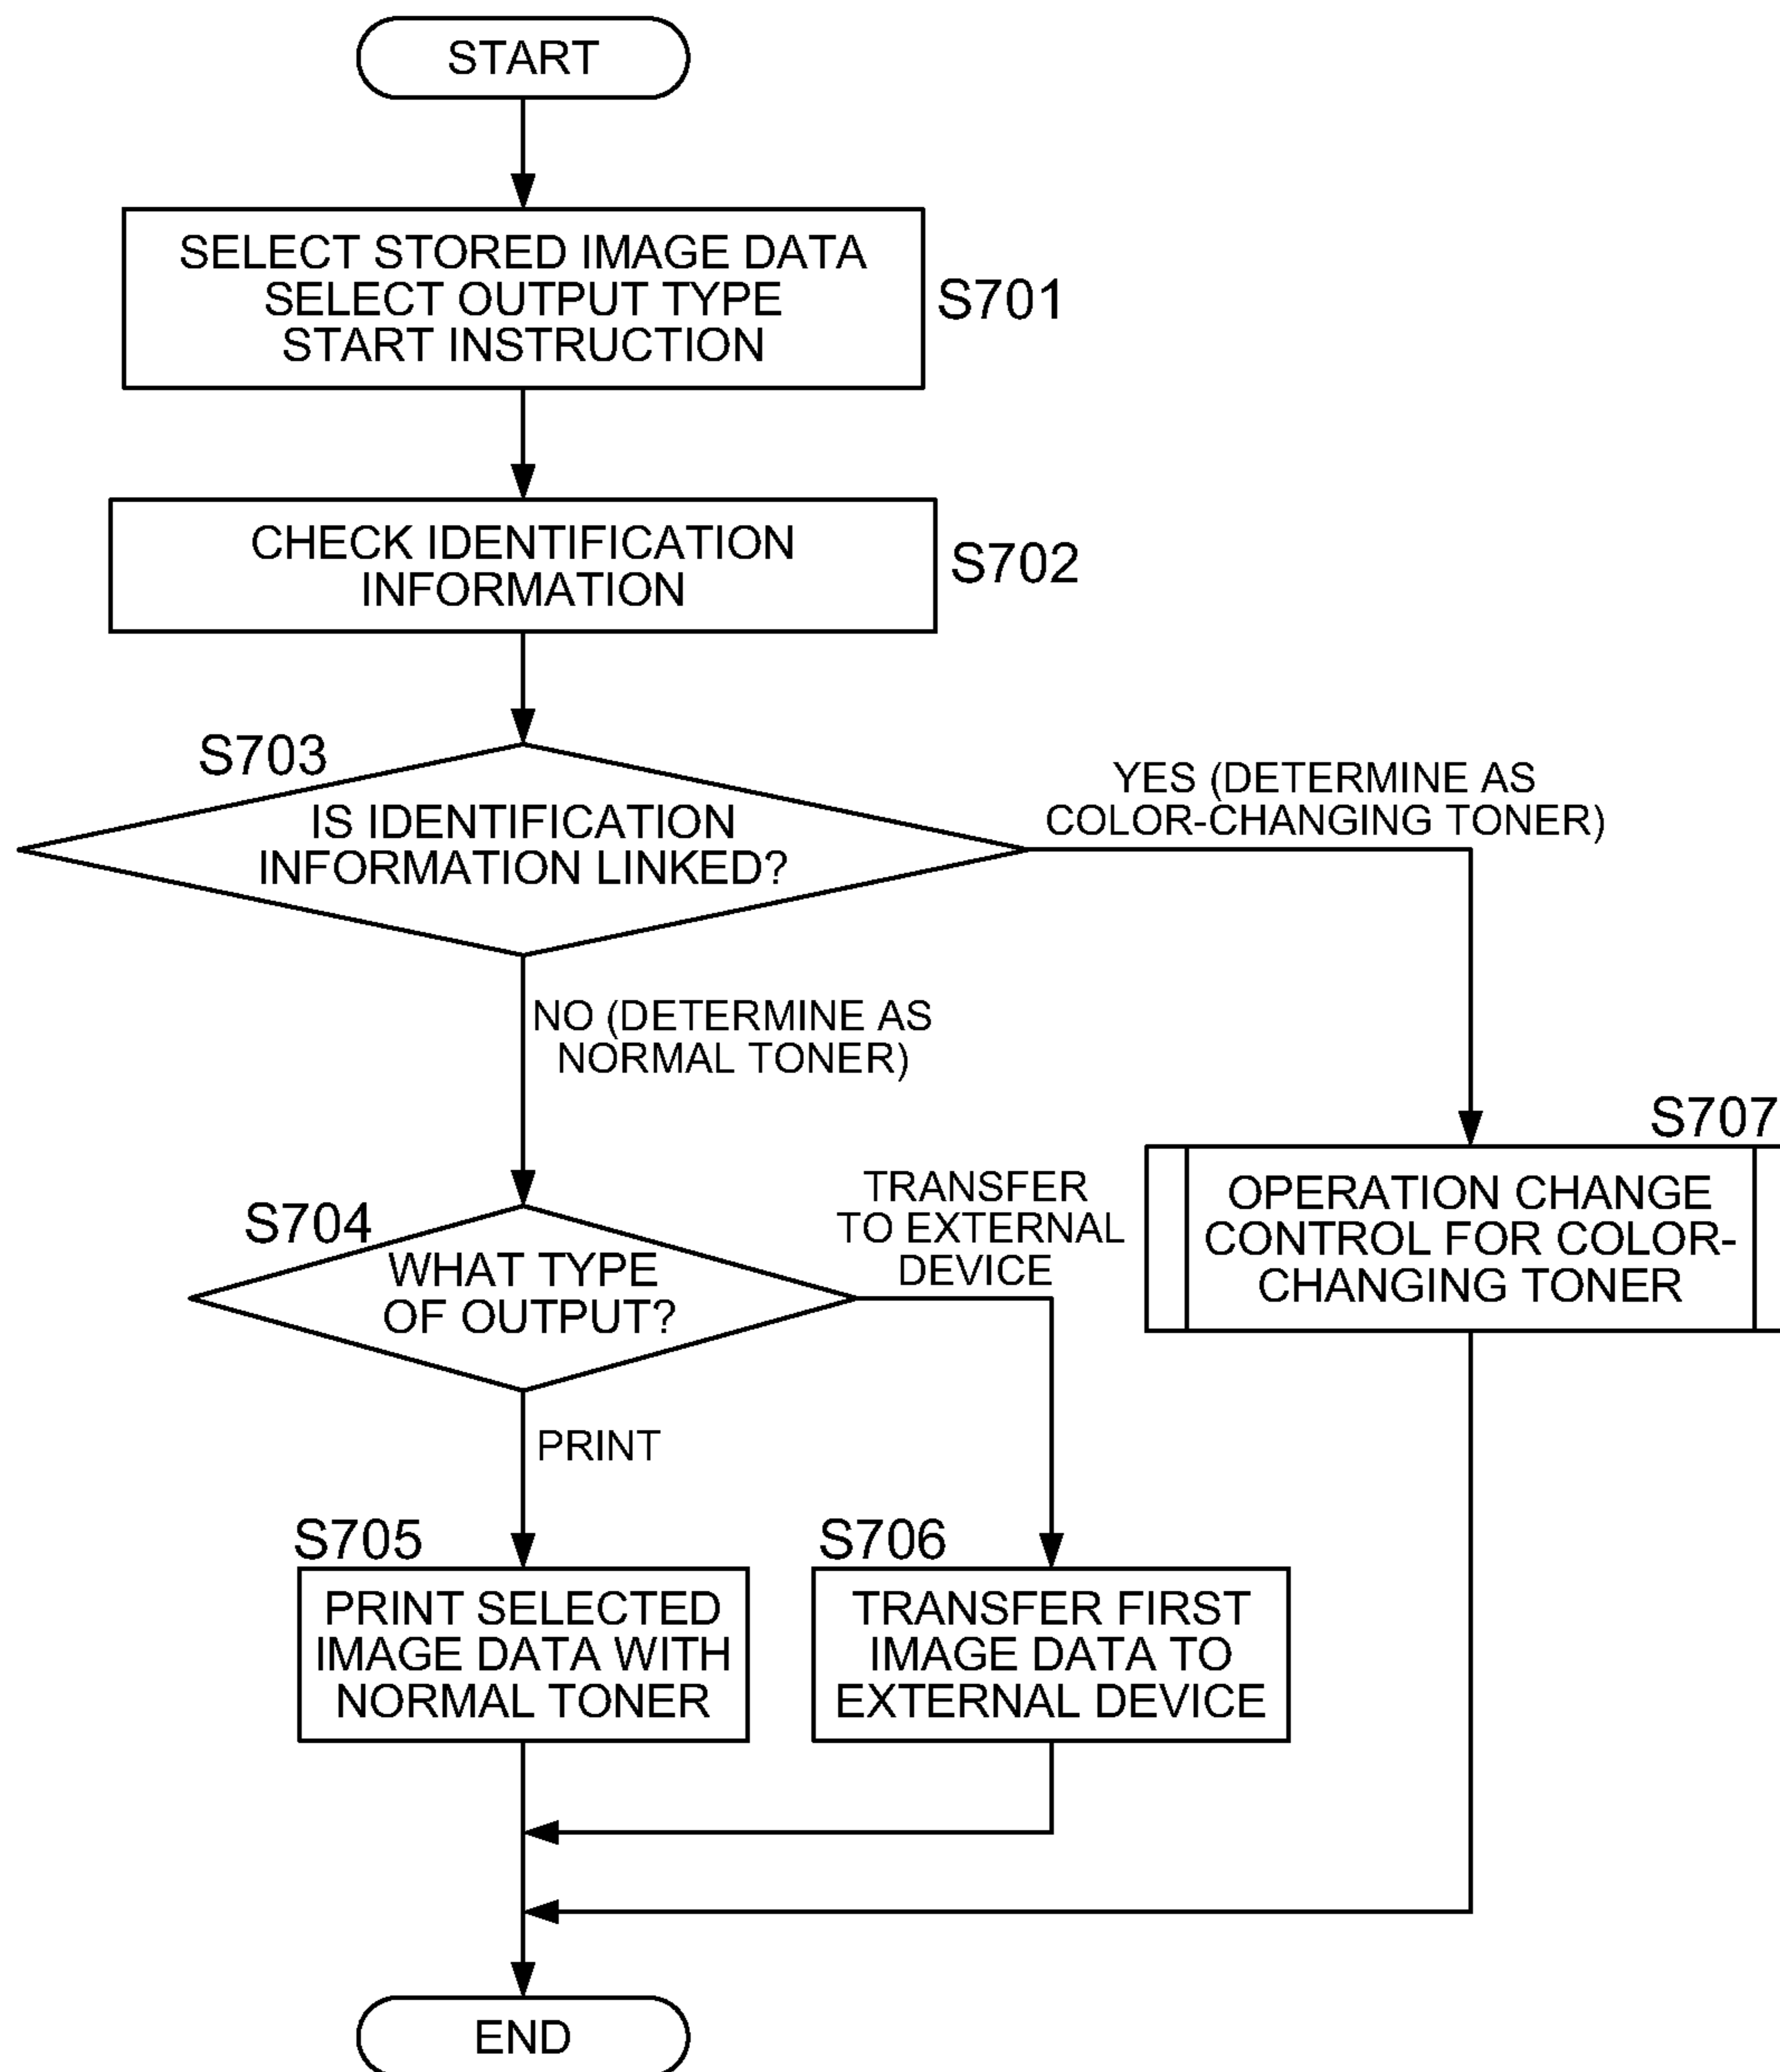 START
SELECT STORED IMAGE DATA
SELECT OUTPUT TYPE
START INSTRUCTION
S701
CHECK IDENTIFICATION
INFORMATION
S702
S703
IS IDENTIFICATION
INFORMATION LINKED?
YES (DETERMINE AS
COLOR-CHANGING TONER)
NO (DETERMINE AS
NORMAL TONER)
S704
WHAT TYPE
OF OUTPUT?
TRANSFER
TO EXTERNAL
DEVICE
S707
OPERATION CHANGE
CONTROL FOR COLOR-
CHANGING TONER
PRINT
S705
PRINT SELECTED
IMAGE DATA WITH
NORMAL TONER
S706
TRANSFER FIRST
IMAGE DATA TO
EXTERNAL DEVICE
END